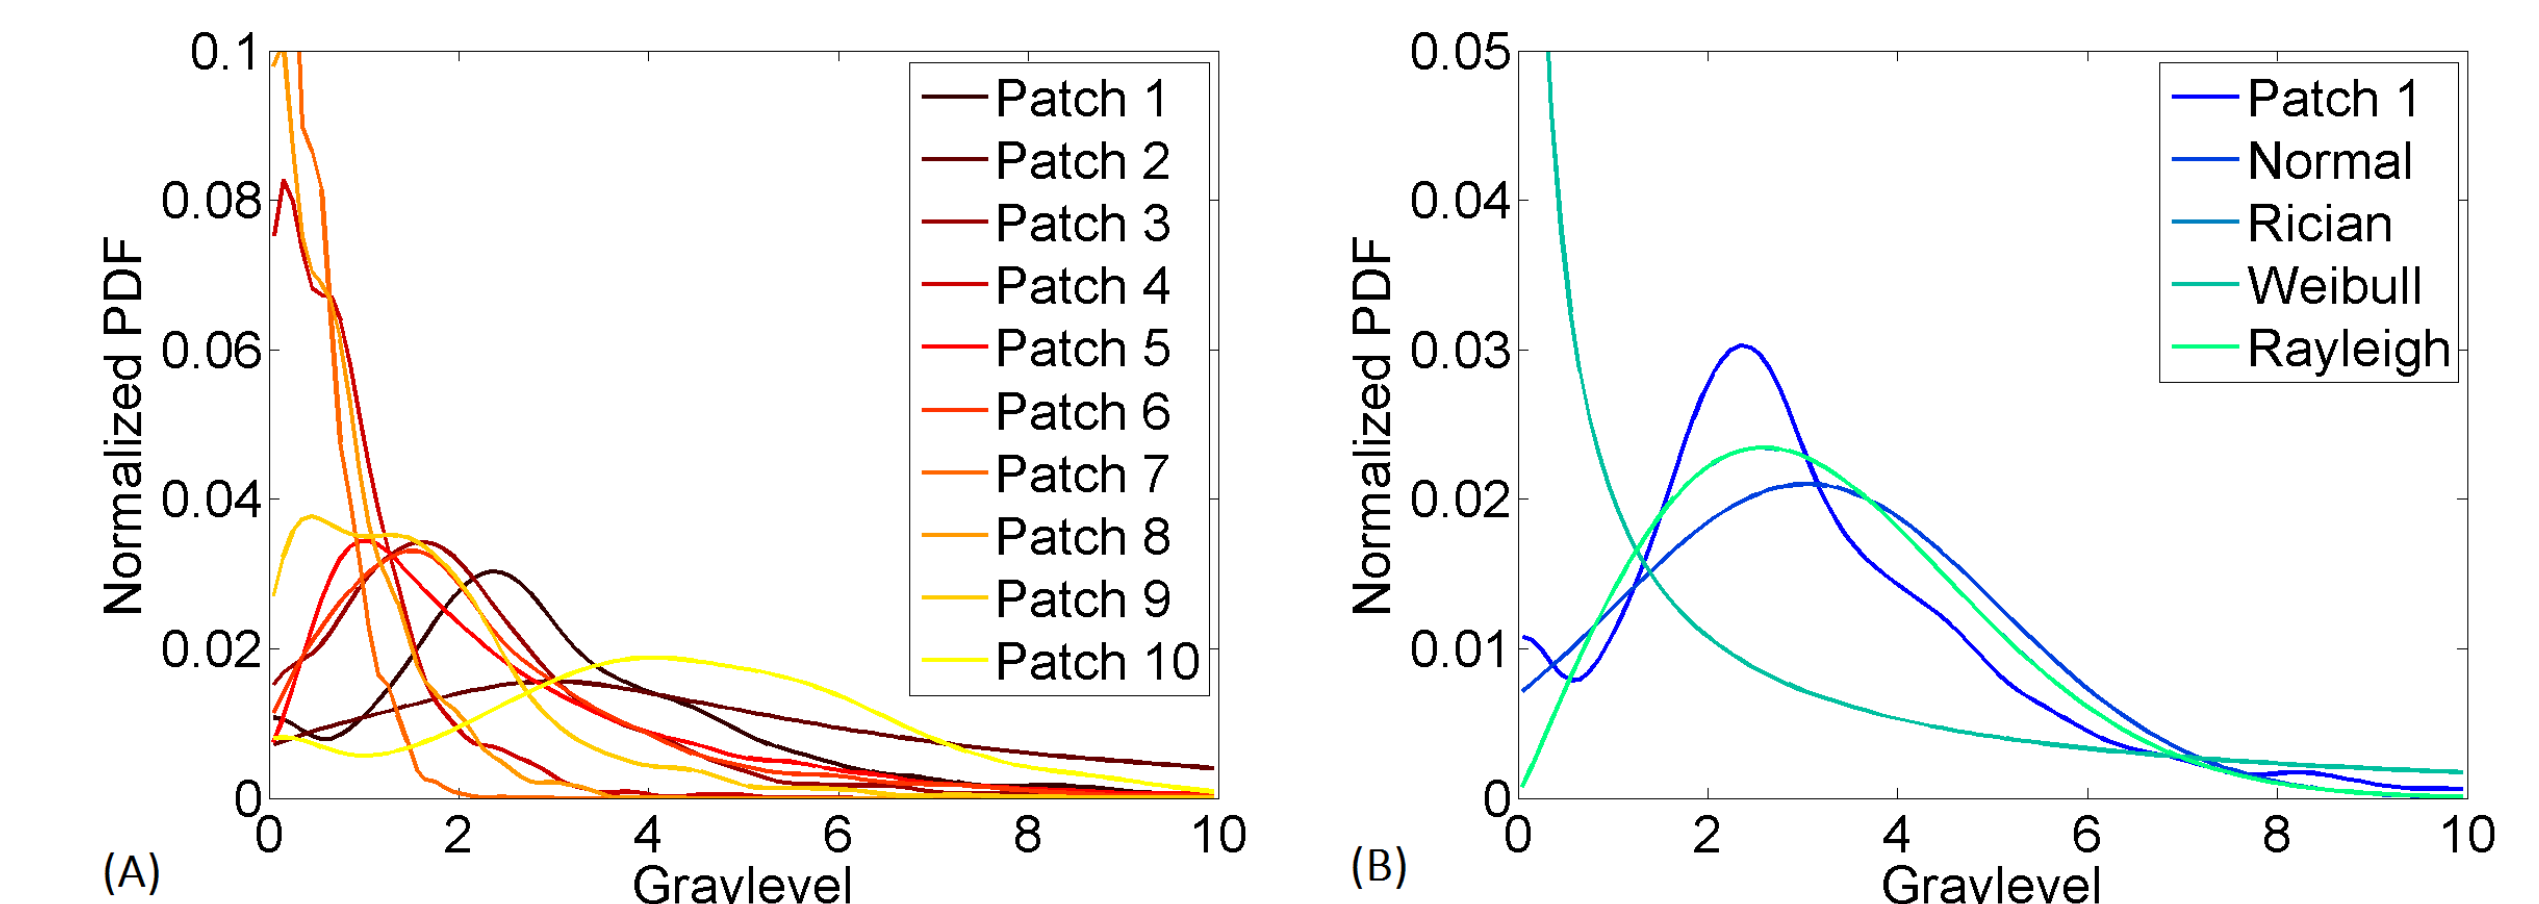 0.1
0.08
0.06
0.04
0.02
0
0 2 4 6 8 10
Normalized PDF
Graylevel
Patch 1
Patch 2
Patch 3
Patch 4
Patch 5
Patch 6
Patch 7
Patch 8
Patch 9
Patch 10
(A)
0.05
0.04
0.03
0.02
0.01
0
0 2 4 6 8 10
Normalized PDF
Graylevel
Patch 1
Normal
Rician
Weibull
Rayleigh
(B)